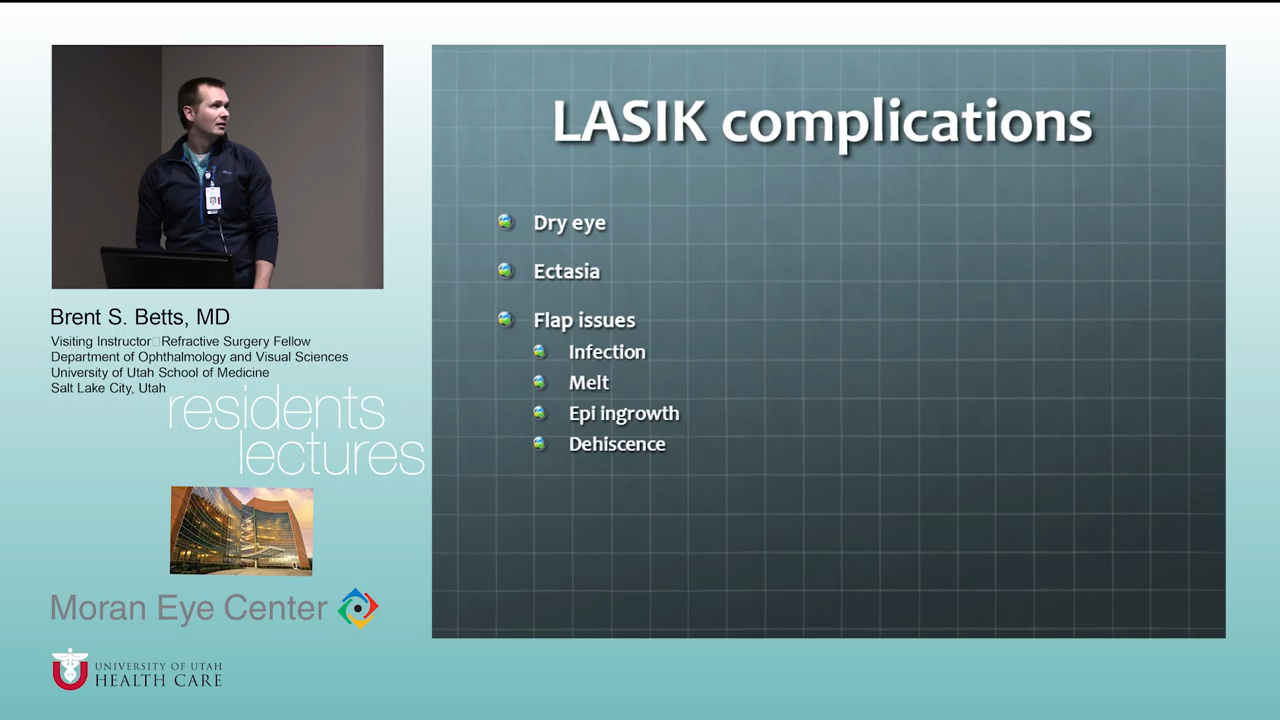 LASIK complications
Dry eye
Ectasia
Flap issues
Infection
Melt
Epi ingrowth
Dehiscence
Brent S. Betts, MD
Visiting Instructor□Refractive Surgery Fellow
Department of Ophthalmology and Visual Sciences
University of Utah School of Medicine
Salt Lake City, Utah
residents
lectures
Moran Eye Center
UNIVERSITY OF UTAH
HEALTH CARE